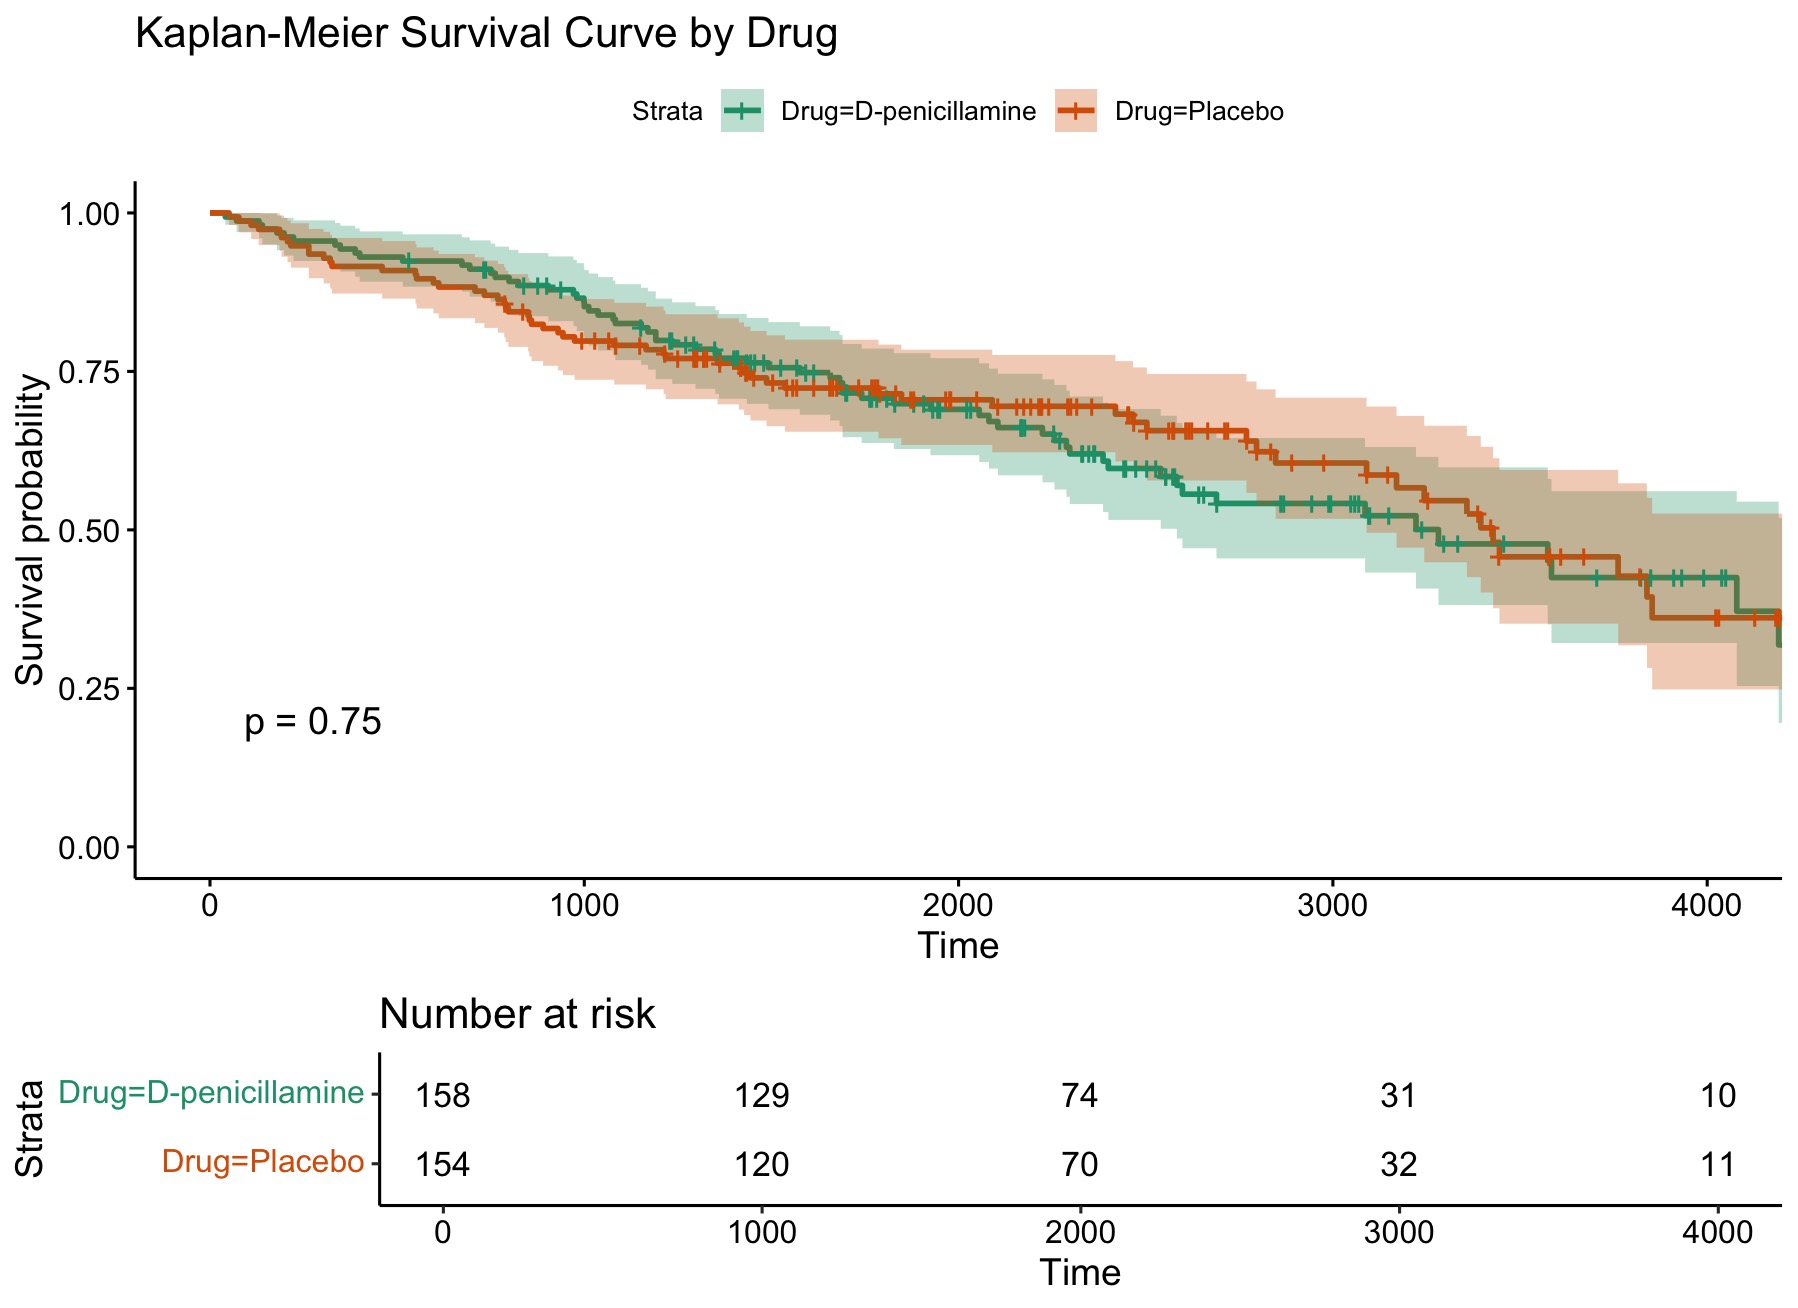 Kaplan-Meier Survival Curve by Drug
Strata Drug=D-penicillamine Drug=Placebo
Survival probability
1.00
0.75
0.50
0.25
0.00
p = 0.75
0 1000 2000 3000 4000
Time
Number at risk
Strata
Drug=D-penicillamine 158 129 74 31 10
Drug=Placebo 154 120 70 32 11
0 1000 2000 3000 4000
Time